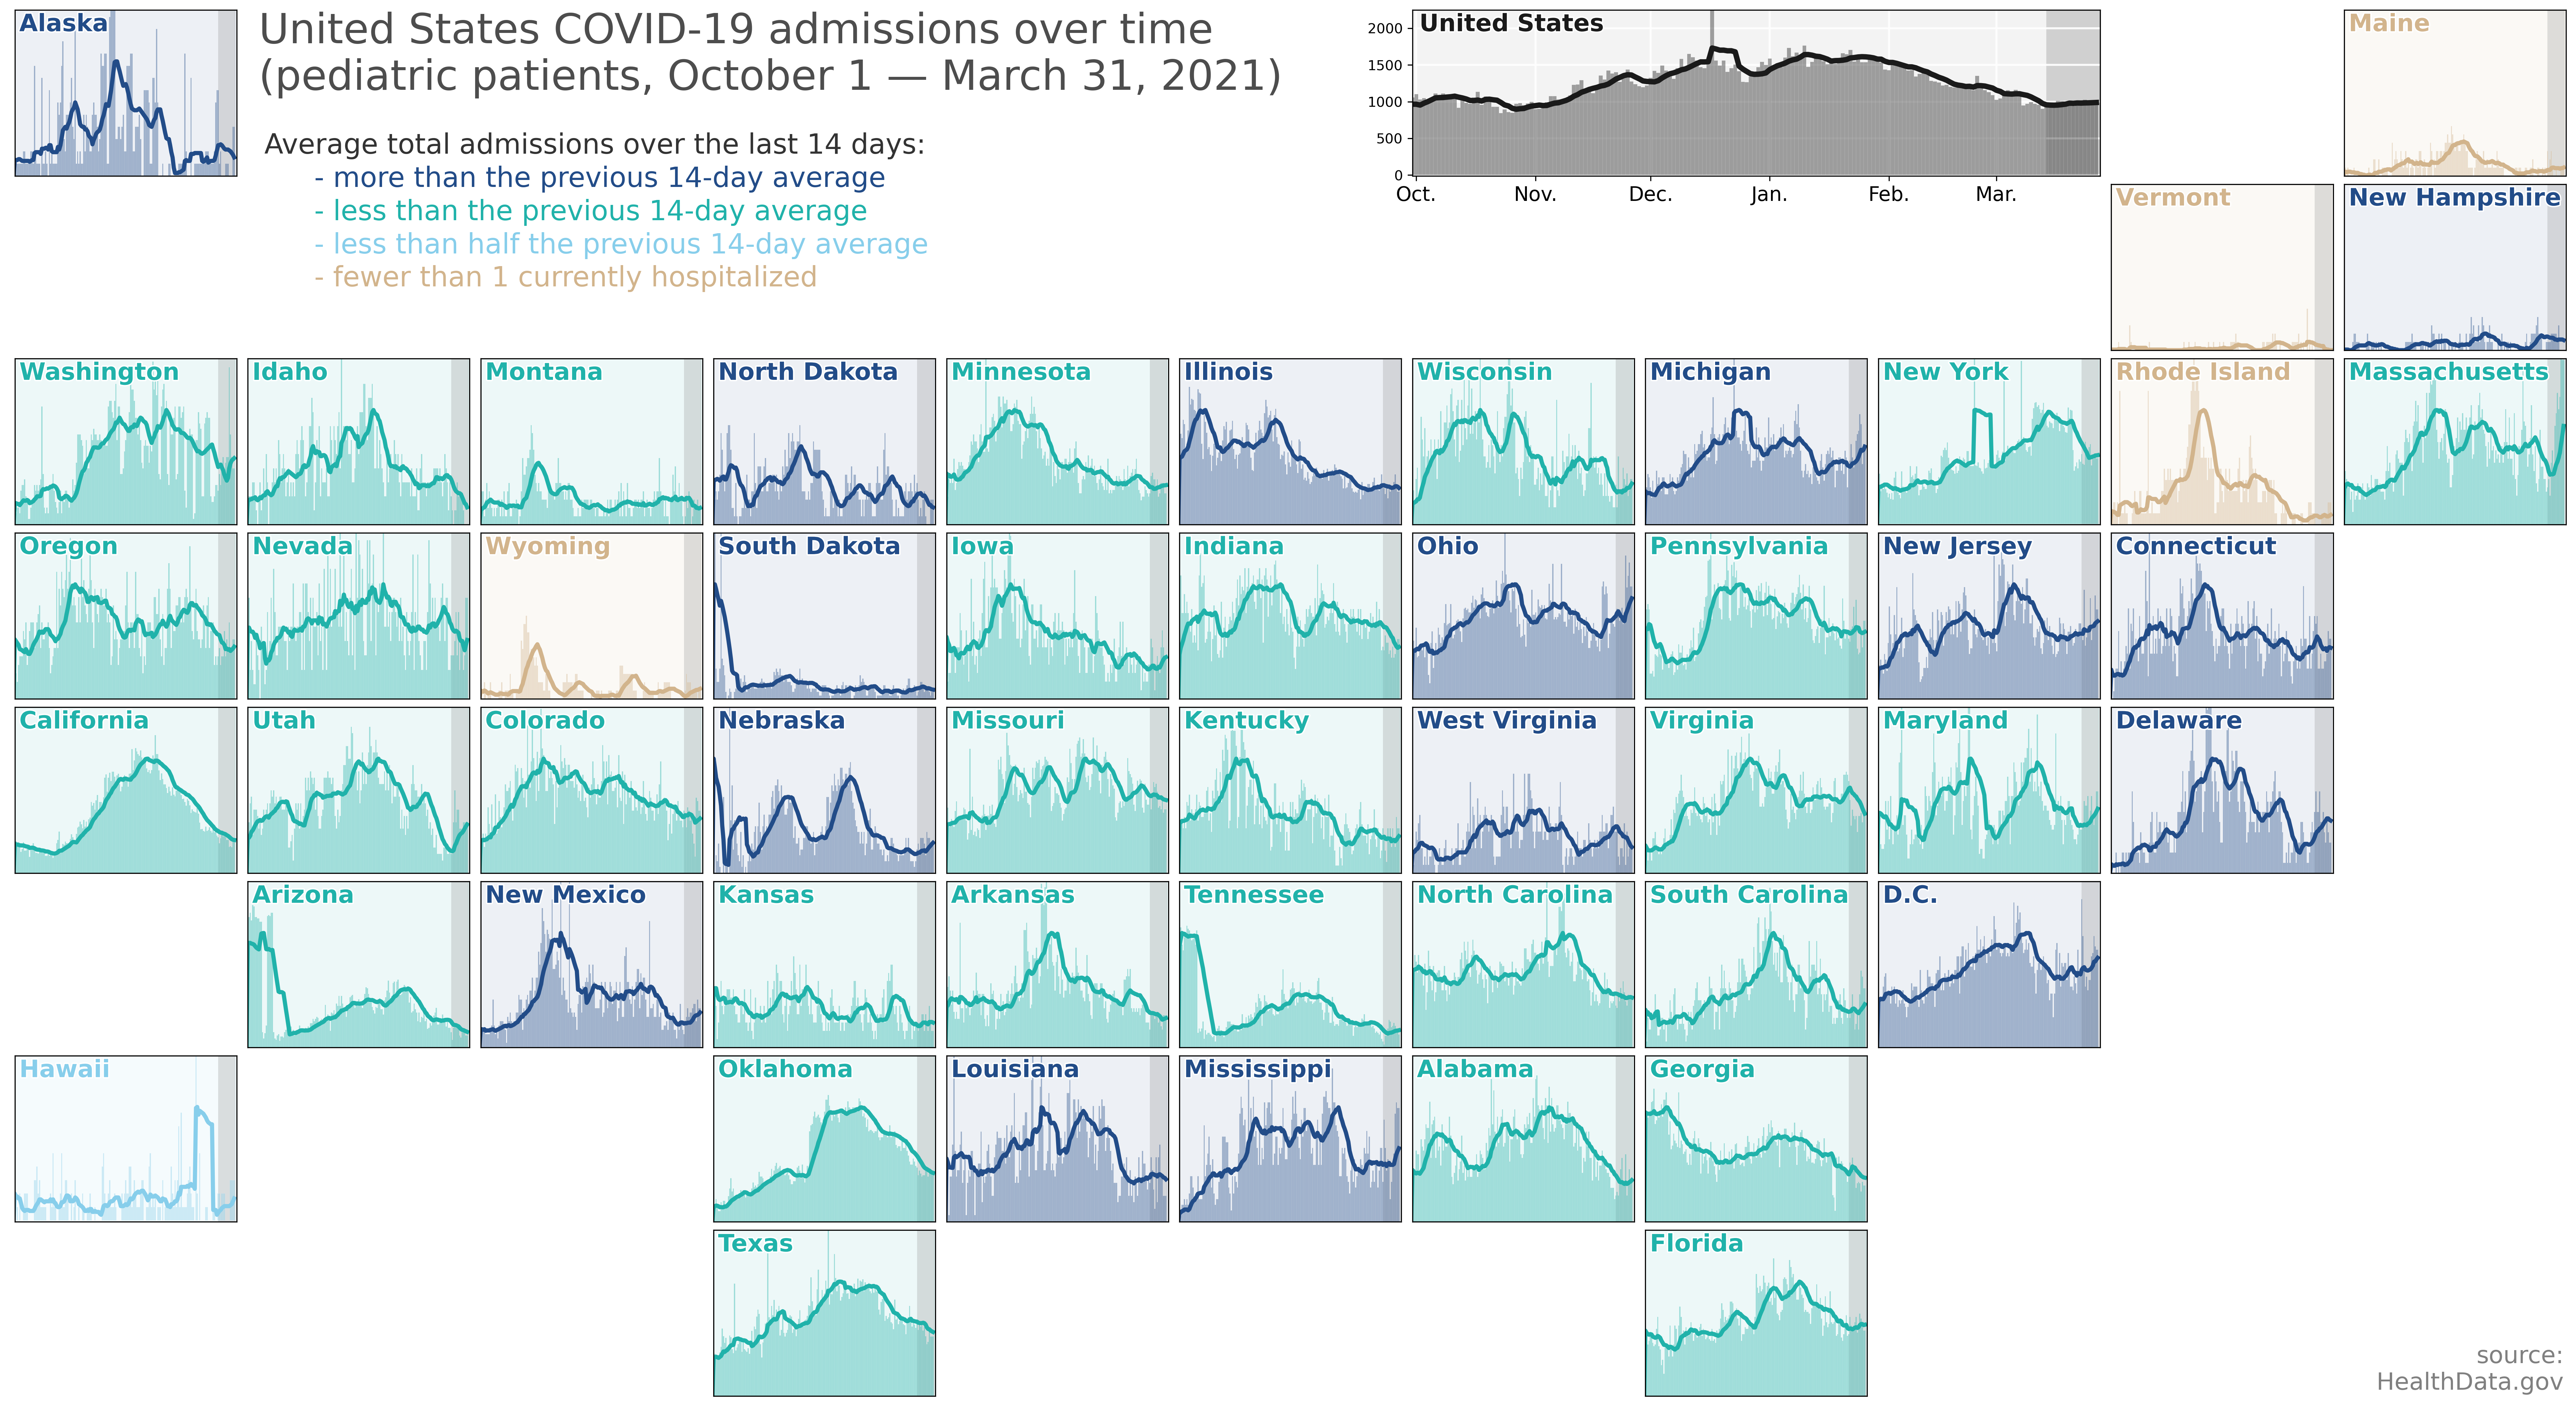 Alaska
United States COVID-19 admissions over time
(pediatric patients, October 1 — March 31, 2021)
Average total admissions over the last 14 days:
- more than the previous 14-day average
- less than the previous 14-day average
- less than half the previous 14-day average
- fewer than 1 currently hospitalized
United States
2000
1500
1000
500
0
Oct. Nov. Dec. Jan. Feb. Mar.
Maine
Vermont
New Hampshire
Washington
Idaho
Montana
North Dakota
Minnesota
Illinois
Wisconsin
Michigan
New York
Rhode Island
Massachusetts
Oregon
Nevada
Wyoming
South Dakota
Iowa
Indiana
Ohio
Pennsylvania
New Jersey
Connecticut
California
Utah
Colorado
Nebraska
Missouri
Kentucky
West Virginia
Virginia
Maryland
Delaware
Arizona
New Mexico
Kansas
Arkansas
Tennessee
North Carolina
South Carolina
D.C.
Hawaii
Oklahoma
Louisiana
Mississippi
Alabama
Georgia
Texas
Florida
source:
HealthData.gov